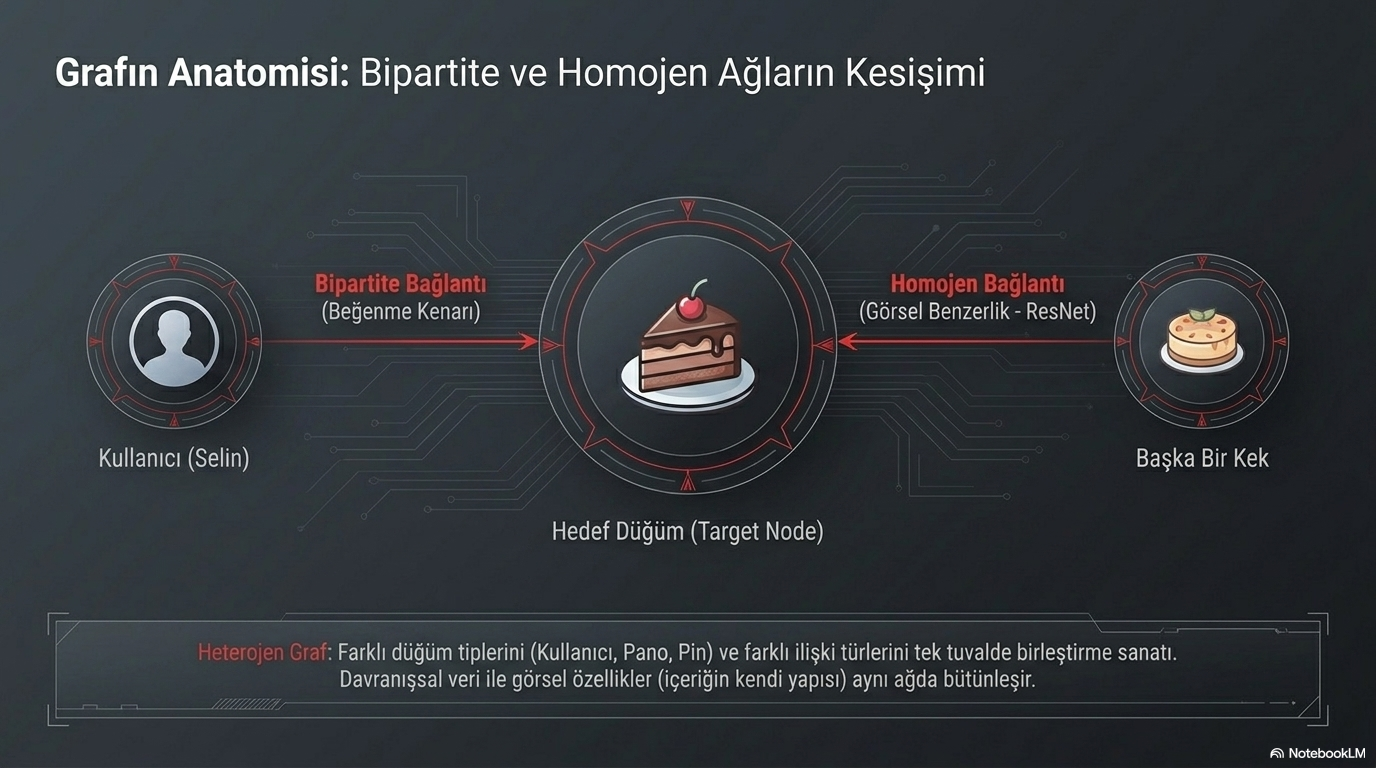 Grafın Anatomisi: Bipartite ve Homojen Ağların Kesişimi
Bipartite Bağlantı
(Beğenme Kenarı)
Homojen Bağlantı
(Görsel Benzerlik - ResNet)
Kullanıcı (Selin)
Başka Bir Kek
Hedef Düğüm (Target Node)
Heterojen Graf: Farklı düğüm tiplerini (Kullanıcı, Pano, Pin) ve farklı ilişki türlerini tek tuvalde birleştirme sanatı.
Davranışsal veri ile görsel özellikler (içeriğin kendi yapısı) aynı ağda bütünleşir.
NotebookLM